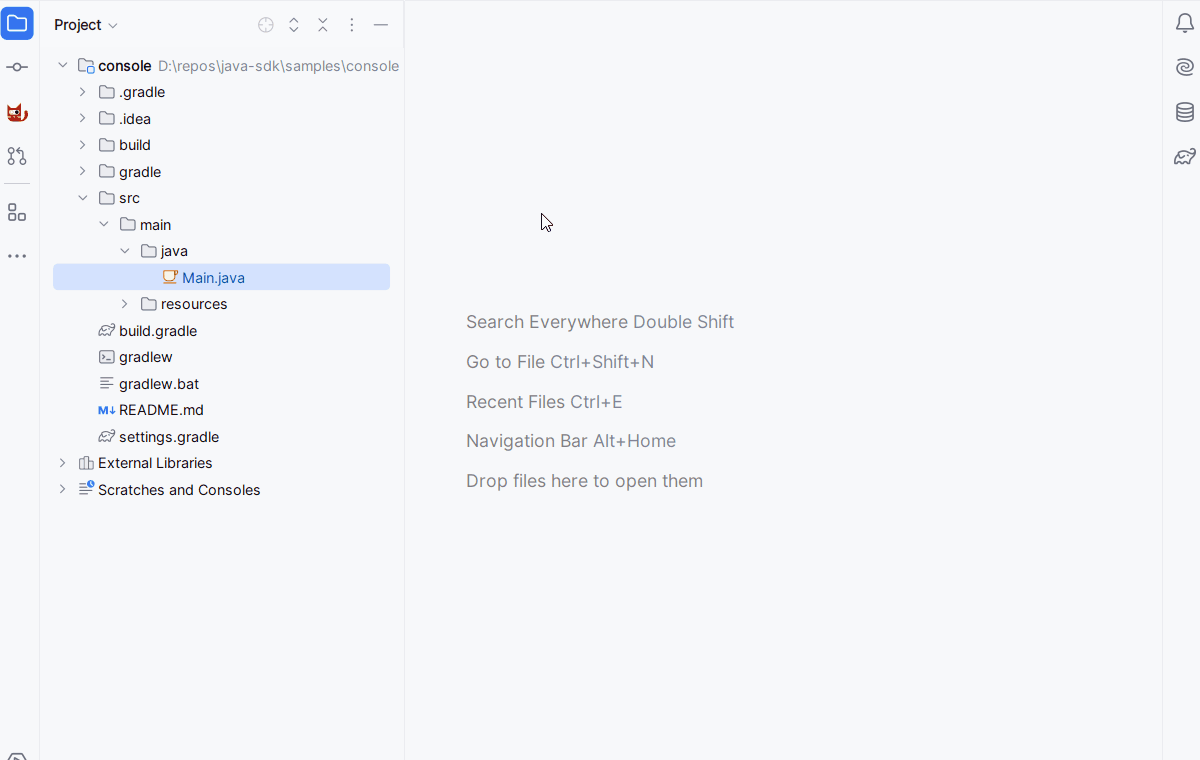 Project
console D:\repos\java-sdk\samples\console
.gradle
.idea
build
gradle
src
main
java
Main.java
resources
build.gradle
gradlew
gradlew.bat
M↓ README.md
settings.gradle
External Libraries
Scratches and Consoles
Search Everywhere Double Shift
Go to File Ctrl+Shift+N
Recent Files Ctrl+E
Navigation Bar Alt+Home
Drop files here to open them